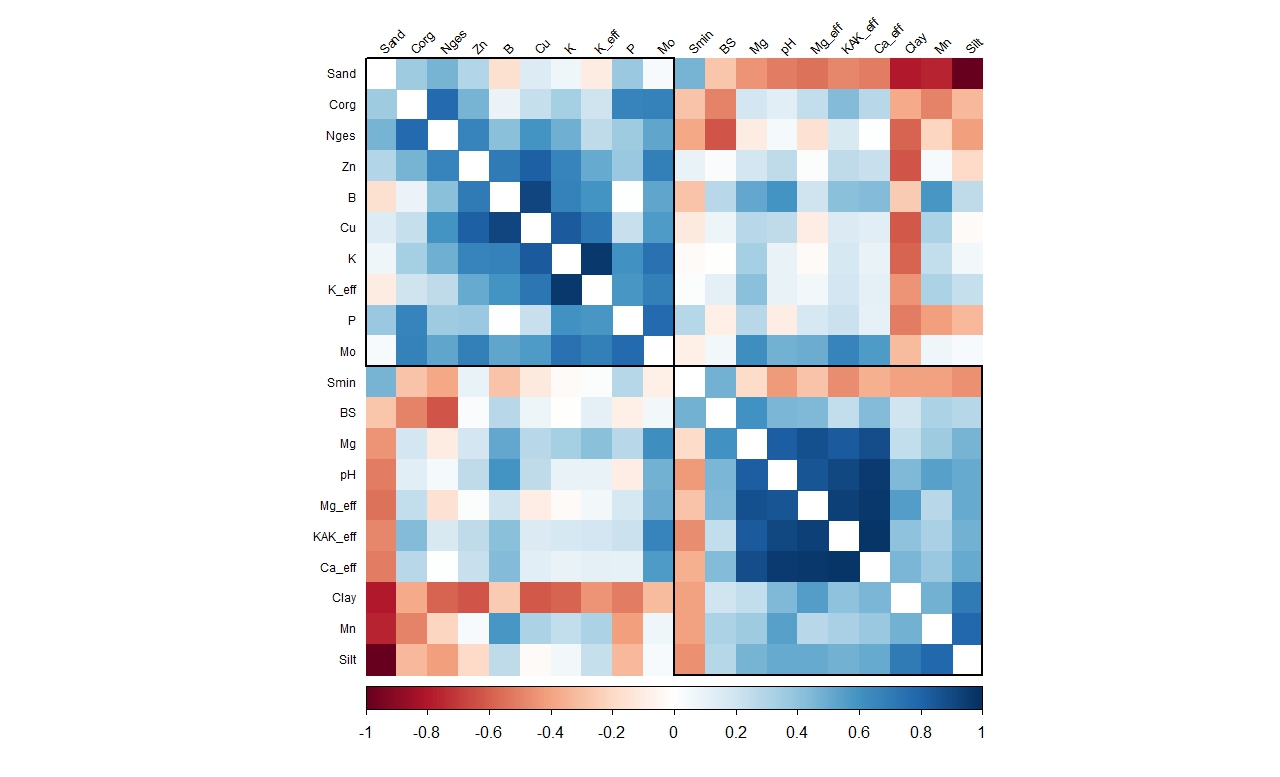 Sand Corg Nges Zn B Cu K K_eff P Mo Smin BS Mg pH Mg_eff KAK_eff Ca_eff Clay Mn Silt
Sand
Corg
Nges
Zn
B
Cu
K
K_eff
P
Mo
Smin
BS
Mg
pH
Mg_eff
KAK_eff
Ca_eff
Clay
Mn
Silt
-1 -0.8 -0.6 -0.4 -0.2 0 0.2 0.4 0.6 0.8 1